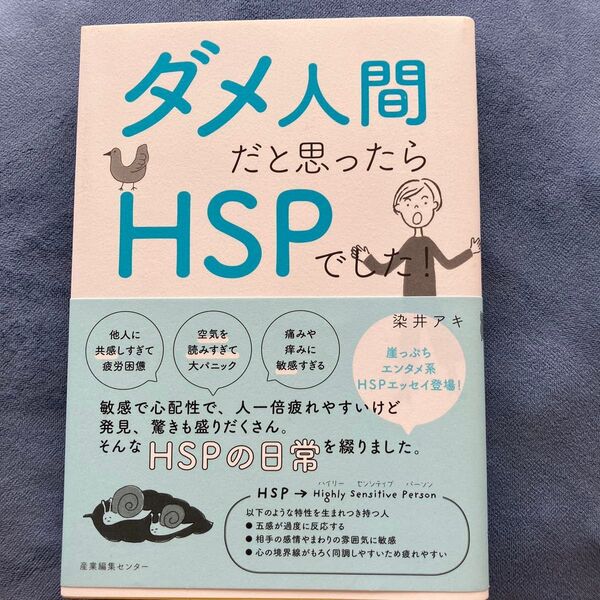 ダメ人間
だと思ったら
HSPでした!
染井アキ
他人に
共感しすぎて
疲労困憊
空気を
読みすぎて
大パニック
痛みや
痒みに
敏感すぎる
崖っぷち
エンタメ系
HSPエッセイ登場!
敏感で心配性で、人一倍疲れやすいけど
発見、驚きも盛りだくさん。
そんなHSPの日常を綴りました。
ハイリー センシティブ パーソン
HSP→Highly Sensitive Person
以下のような特性を生まれつき持つ人
●五感が過度に反応する
●相手の感情やまわりの雰囲気に敏感
●心の境界線がもろく同調しやすいため疲れやすい
産業編集センター